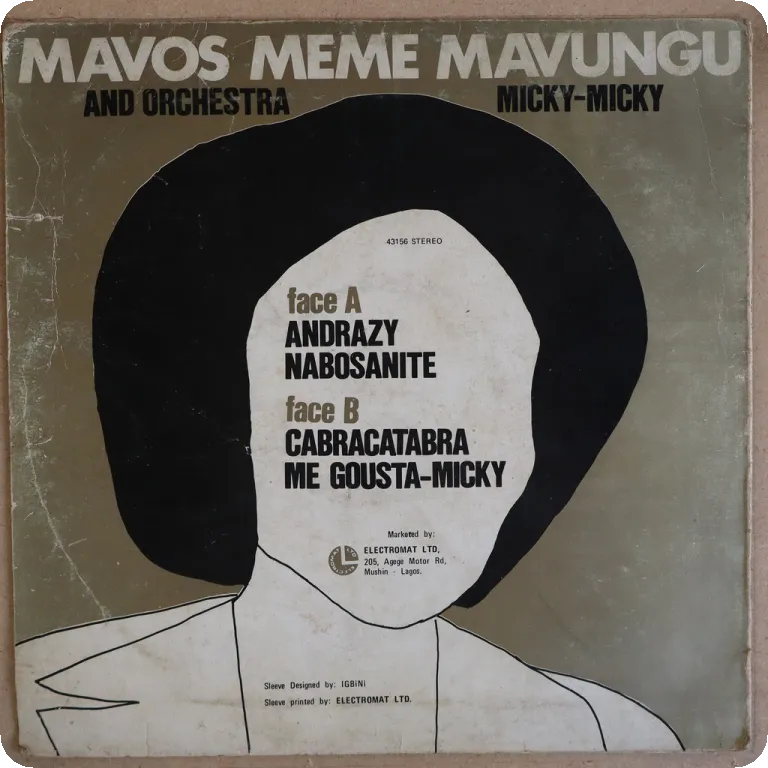 MAVOS MEME MAVUNGU
AND ORCHESTRA MICKY-MICKY
43156 STEREO
face A
ANDRAZY
NABOSANITE
face B
CABRACATABRA
ME GOUSTA-MICKY
Marketed by:
ELECTROMAT LTD,
205, Agege Motor Rd,
Mushin - Lagos.
Sleeve Designed by: IGBiNi
Sleeve printed by: ELECTROMAT LTD.